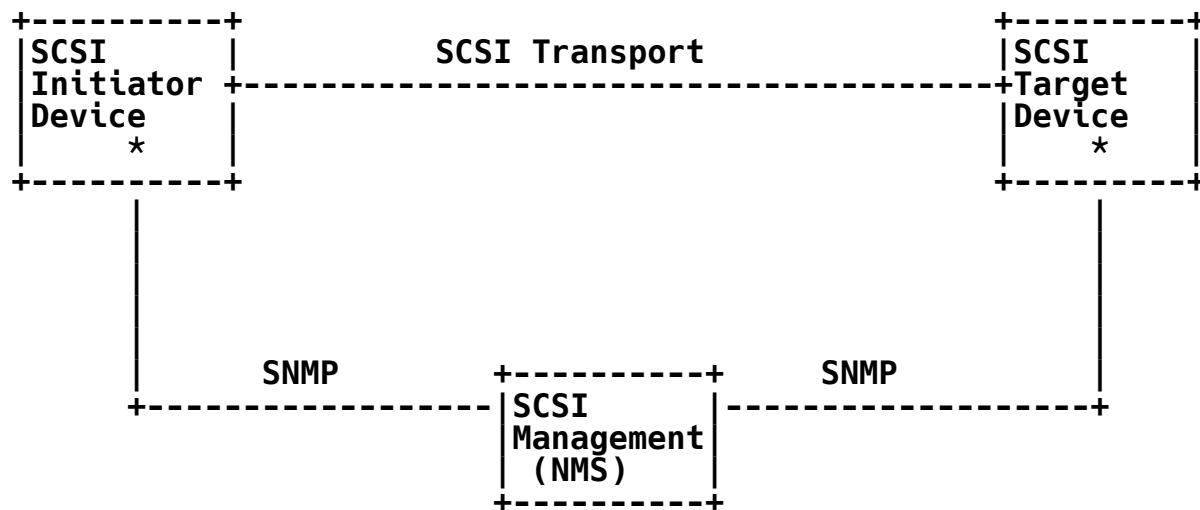 SCSI Initiator Device *
SCSI Transport
SCSI Target Device *
SNMP
SCSI Management (NMS)
SNMP